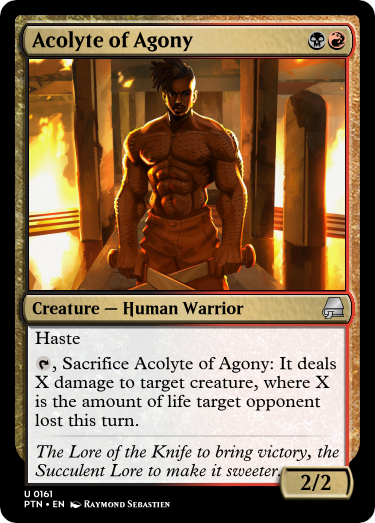 Acolyte of Agony
Creature — Human Warrior
Haste
, Sacrifice Acolyte of Agony: It deals
X damage to target creature, where X
is the amount of life target opponent
lost this turn.
The Lore of the Knife to bring victory, the
Succulent Lore to make it sweeter.
2/2
U 0161
PTN • EN Raymond Sebastien